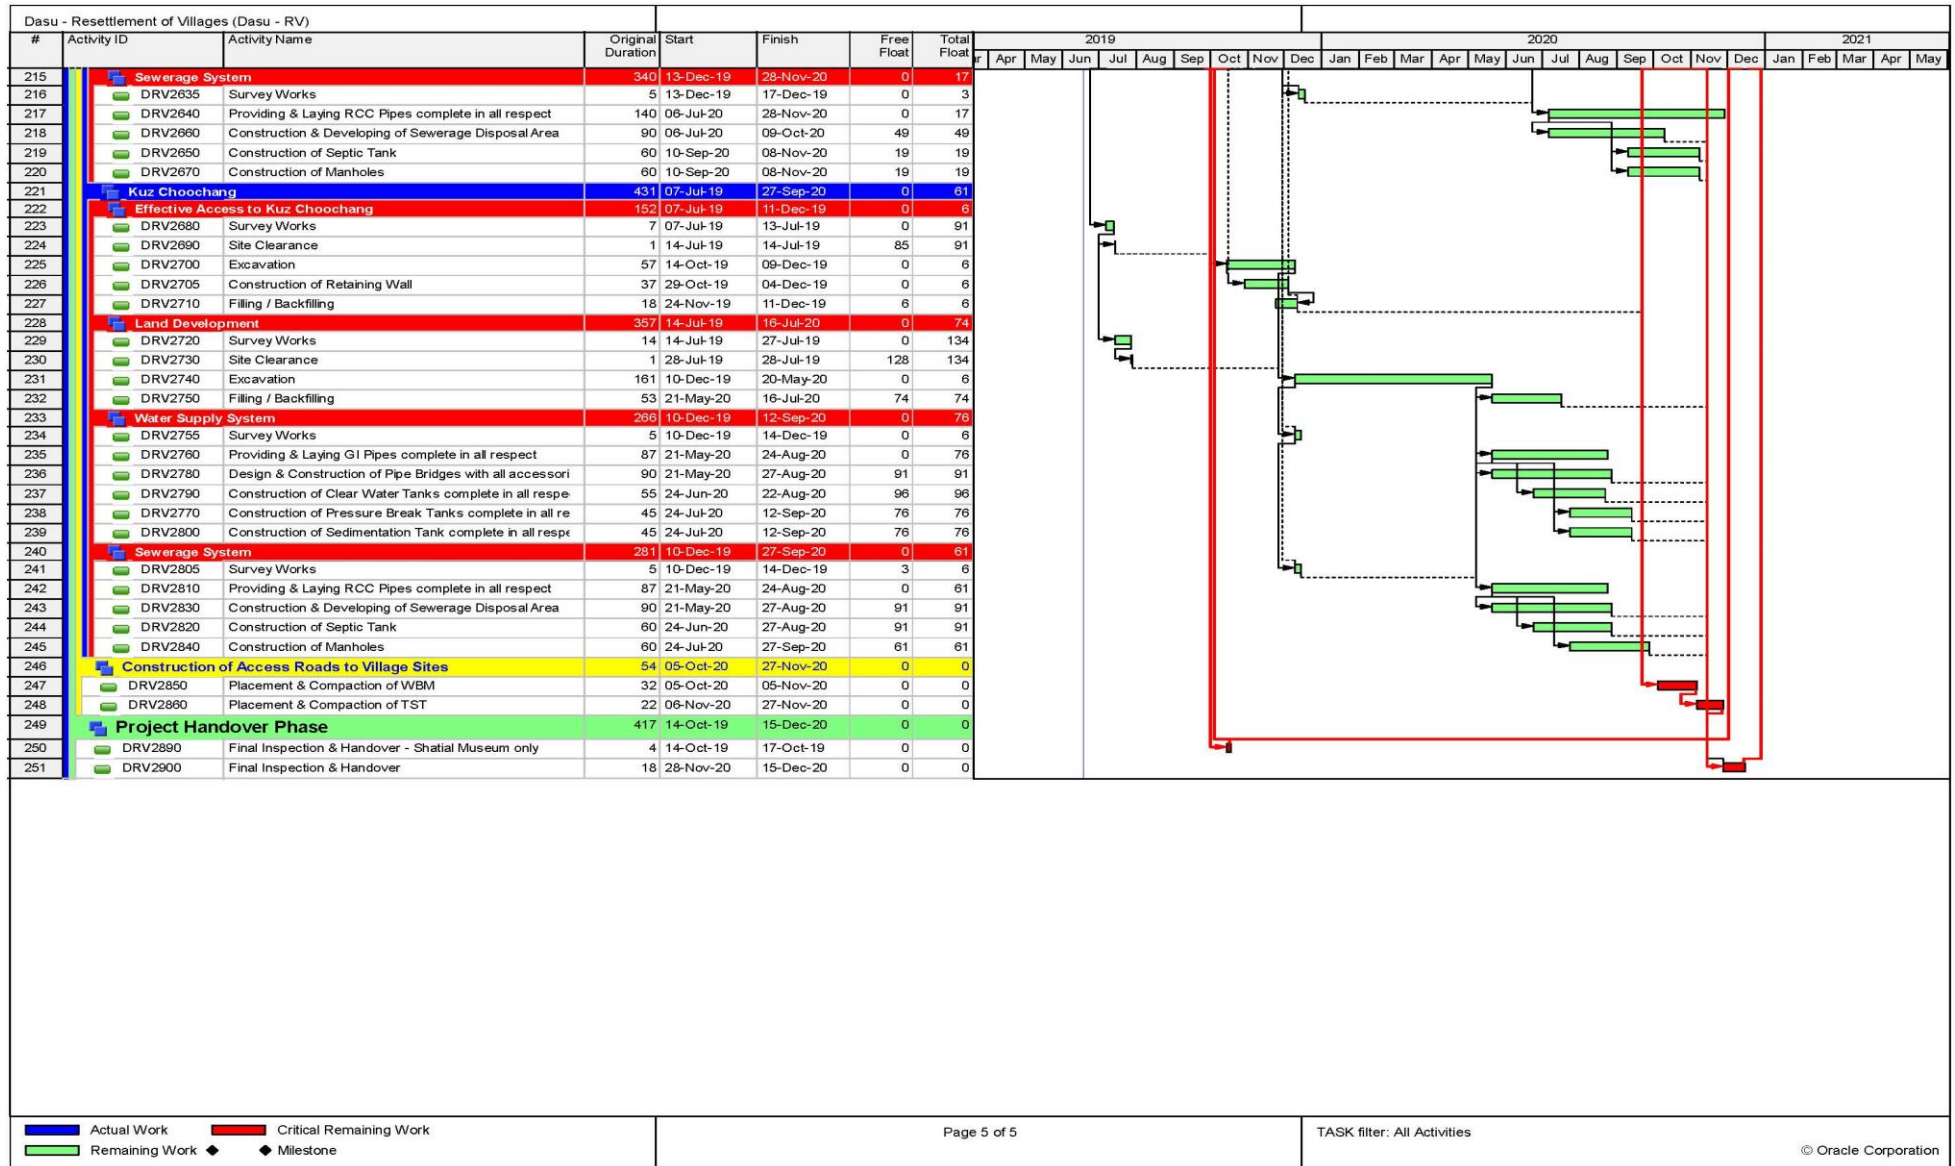 Dasu - Resettlement of Villages (Dasu - RV)
# Activity ID Activity Name Original Duration Start Finish Free Float Total Float
2019 2020 2021
Apr May Jun Jul Aug Sep Oct Nov Dec Jan Feb Mar Apr May Jun Jul Aug Sep Oct Nov Dec Jan Feb Mar Apr May
215 Sewerage System 340 13-Dec-19 28-Nov-20 0 17
216 DRV2635 Survey Works 5 13-Dec-19 17-Dec-19 0 3
217 DRV2640 Providing & Laying RCC Pipes complete in all respect 140 06-Jul-20 28-Nov-20 0 17
218 DRV2660 Construction & Developing of Sewerage Disposal Area 90 06-Jul-20 09-Oct-20 49 49
219 DRV2650 Construction of Septic Tank 60 10-Sep-20 08-Nov-20 19 19
220 DRV2670 Construction of Manholes 60 10-Sep-20 08-Nov-20 19 19
221 Kuz Choochang 431 07-Jul-19 27-Sep-20 0 61
222 Effective Access to Kuz Choochang 152 07-Jul-19 11-Dec-19 0 6
223 DRV2680 Survey Works 7 07-Jul-19 13-Jul-19 0 91
224 DRV2690 Site Clearance 1 14-Jul-19 14-Jul-19 85 91
225 DRV2700 Excavation 57 14-Oct-19 09-Dec-19 0 6
226 DRV2705 Construction of Retaining Wall 37 29-Oct-19 04-Dec-19 0 6
227 DRV2710 Filling / Backfilling 18 24-Nov-19 11-Dec-19 6 6
228 Land Development 357 14-Jul-19 16-Jul-20 0 74
229 DRV2720 Survey Works 14 14-Jul-19 27-Jul-19 0 134
230 DRV2730 Site Clearance 1 28-Jul-19 28-Jul-19 128 134
231 DRV2740 Excavation 161 10-Dec-19 20-May-20 0 6
232 DRV2750 Filling / Backfilling 53 21-May-20 16-Jul-20 74 74
233 Water Supply System 266 10-Dec-19 12-Sep-20 0 76
234 DRV2755 Survey Works 5 10-Dec-19 14-Dec-19 0 6
235 DRV2760 Providing & Laying GI Pipes complete in all respect 87 21-May-20 24-Aug-20 0 76
236 DRV2780 Design & Construction of Pipe Bridges with all accessori 90 21-May-20 27-Aug-20 91 91
237 DRV2790 Construction of Clear Water Tanks complete in all respe 55 24-Jun-20 22-Aug-20 96 96
238 DRV2770 Construction of Pressure Break Tanks complete in all re 45 24-Jul-20 12-Sep-20 76 76
239 DRV2800 Construction of Sedimentation Tank complete in all respe 45 24-Jul-20 12-Sep-20 76 76
240 Sewerage System 281 10-Dec-19 27-Sep-20 0 61
241 DRV2805 Survey Works 5 10-Dec-19 14-Dec-19 3 6
242 DRV2810 Providing & Laying RCC Pipes complete in all respect 87 21-May-20 24-Aug-20 0 61
243 DRV2830 Construction & Developing of Sewerage Disposal Area 90 21-May-20 27-Aug-20 91 91
244 DRV2820 Construction of Septic Tank 60 24-Jun-20 27-Aug-20 91 91
245 DRV2840 Construction of Manholes 60 24-Jul-20 27-Sep-20 61 61
246 Construction of Access Roads to Village Sites 54 05-Oct-20 27-Nov-20 0 0
247 DRV2850 Placement & Compaction of WBM 32 05-Oct-20 05-Nov-20 0 0
248 DRV2860 Placement & Compaction of TST 22 06-Nov-20 27-Nov-20 0 0
249 Project Handover Phase 417 14-Oct-19 15-Dec-20 0 0
250 DRV2890 Final Inspection & Handover - Shatial Museum only 4 14-Oct-19 17-Oct-19 0 0
251 DRV2900 Final Inspection & Handover 18 28-Nov-20 15-Dec-20 0 0
Actual Work Critical Remaining Work
Remaining Work Milestone
Page 5 of 5
TASK filter: All Activities
© Oracle Corporation